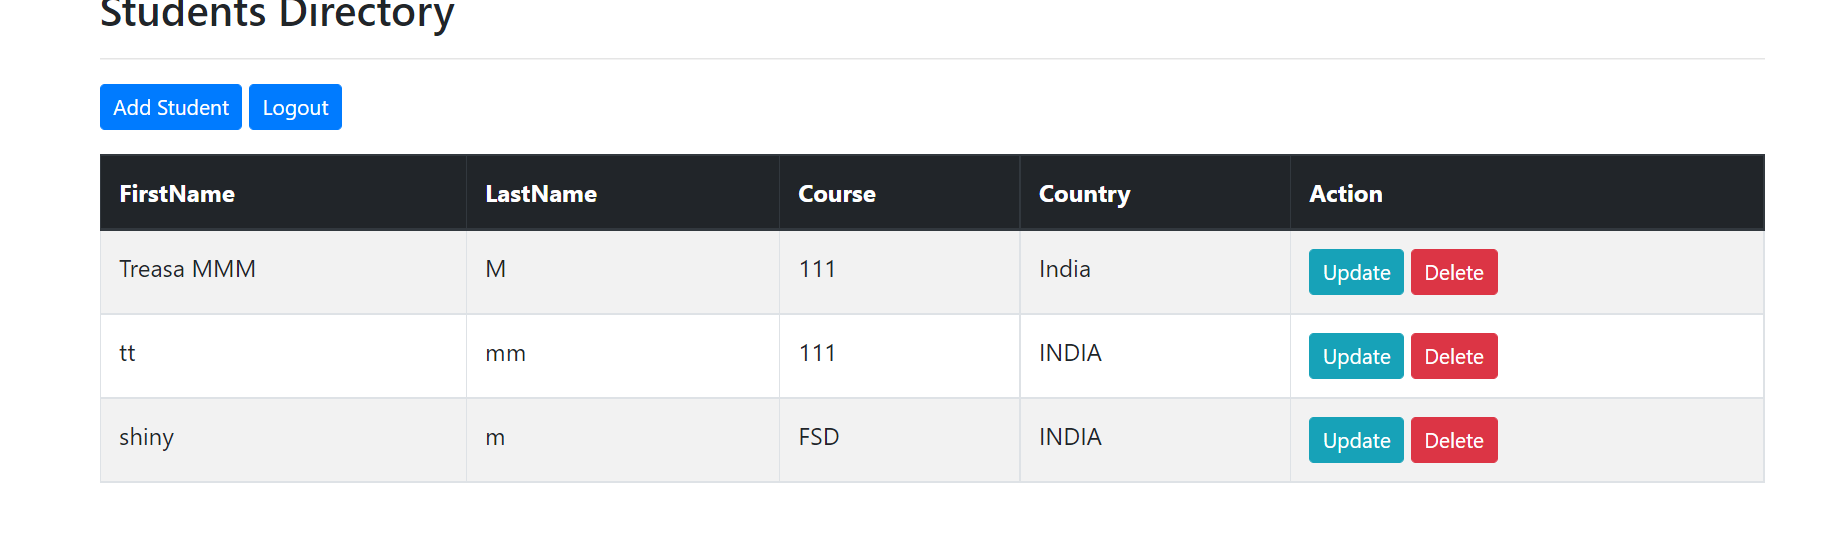 Students Directory
Add Student Logout
FirstName LastName Course Country Action
Treasa MMM M 111 India Update Delete
tt mm 111 INDIA Update Delete
shiny m FSD INDIA Update Delete